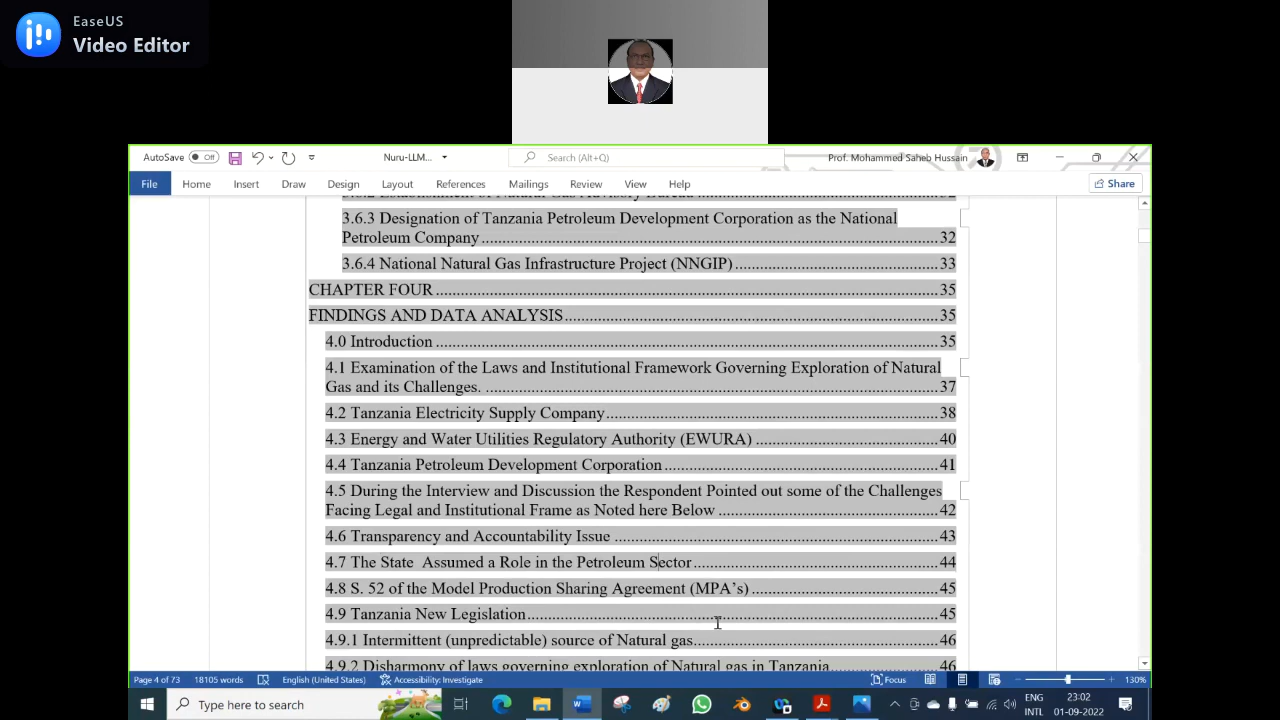 EaseUS
Video Editor
AutoSave Off Nuru-LLM... Search (Alt+Q) Prof. Mohammed Saheb Hussain
File Home Insert Draw Design Layout References Mailings Review View Help Share
3.6.2 Establishment of Natural Gas Advisory Bureau 32
3.6.3 Designation of Tanzania Petroleum Development Corporation as the National
Petroleum Company 32
3.6.4 National Natural Gas Infrastructure Project (NNGIP) 33
CHAPTER FOUR 35
FINDINGS AND DATA ANALYSIS 35
4.0 Introduction 35
4.1 Examination of the Laws and Institutional Framework Governing Exploration of Natural
Gas and its Challenges. 37
4.2 Tanzania Electricity Supply Company 38
4.3 Energy and Water Utilities Regulatory Authority (EWURA) 40
4.4 Tanzania Petroleum Development Corporation 41
4.5 During the Interview and Discussion the Respondent Pointed out some of the Challenges
Facing Legal and Institutional Frame as Noted here Below 42
4.6 Transparency and Accountability Issue 43
4.7 The State Assumed a Role in the Petroleum Sector 44
4.8 S. 52 of the Model Production Sharing Agreement (MPA's) 45
4.9 Tanzania New Legislation 45
4.9.1 Intermittent (unpredictable) source of Natural gas 46
4.9.2 Disharmony of laws governing exploration of Natural gas in Tanzania 46
Page 4 of 73 18105 words English (United States) Accessibility: Investigate Focus 130%
Type here to search ENG 23:02
INTL 01-09-2022